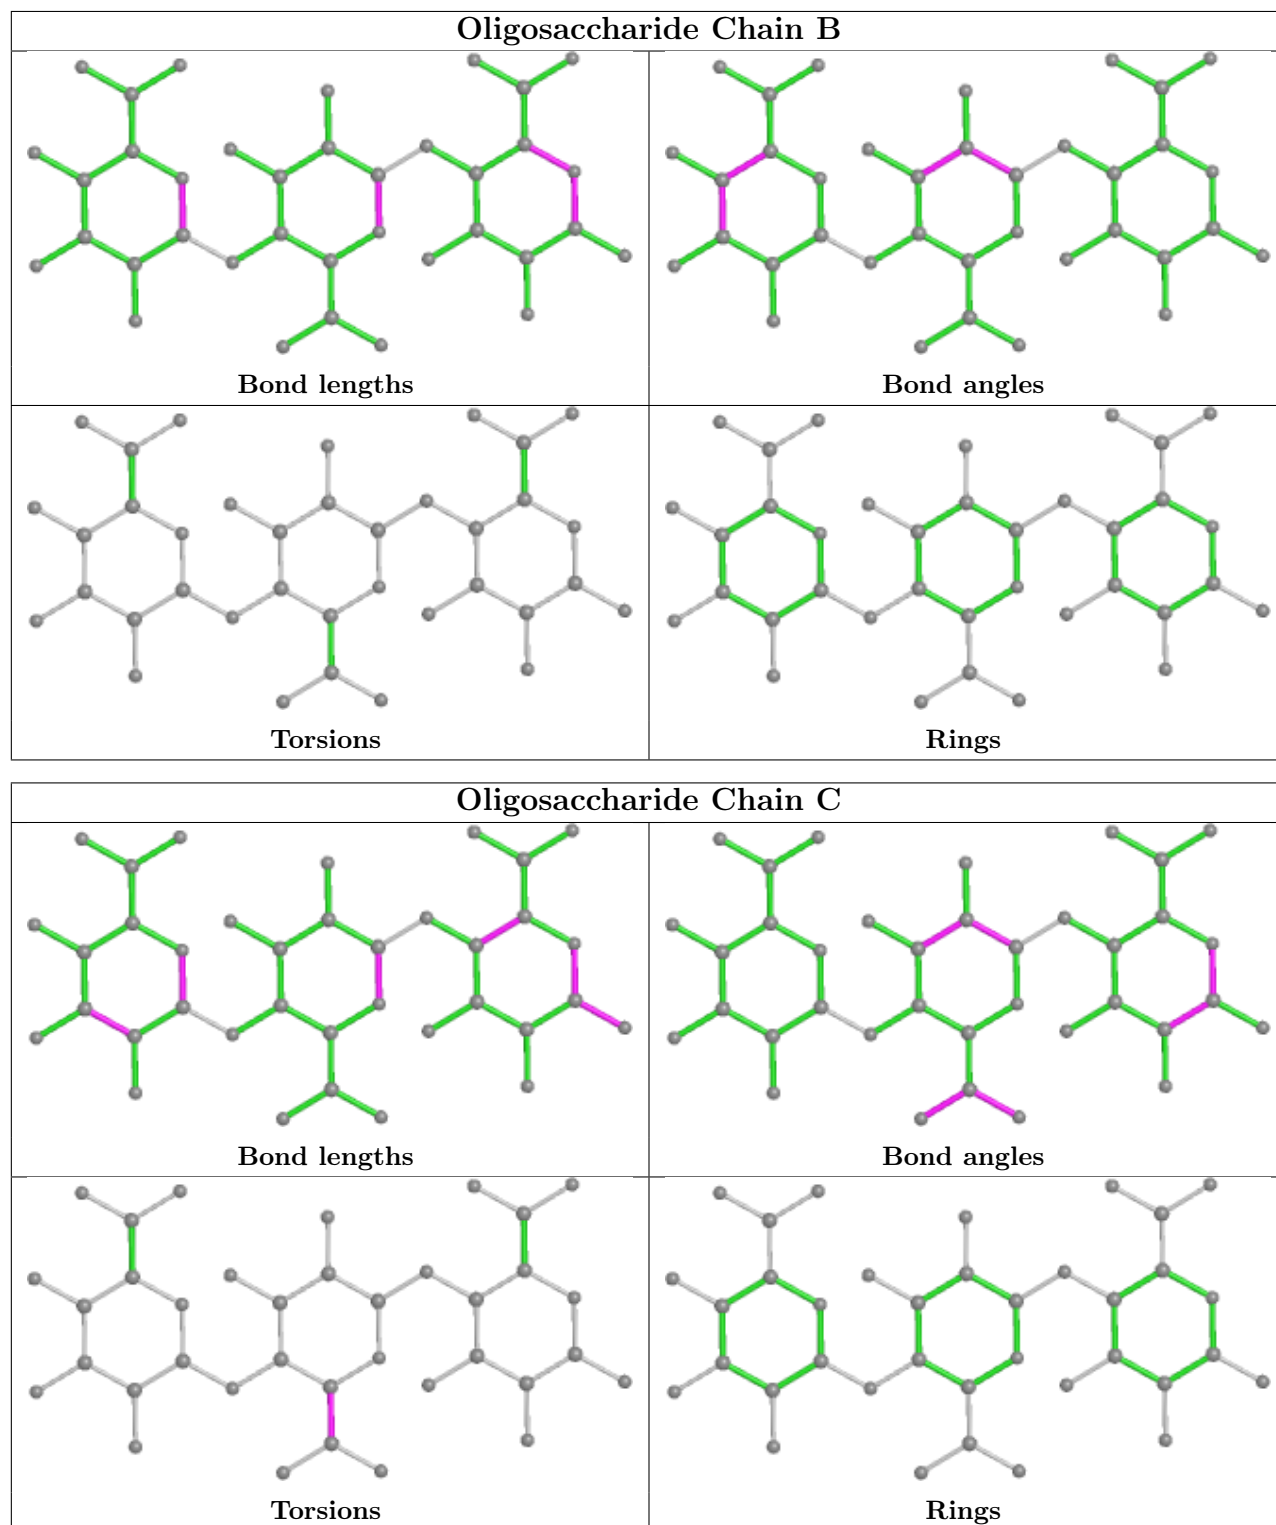 Oligosaccharide Chain B
Bond lengths
Bond angles
Torsions
Rings
Oligosaccharide Chain C
Bond lengths
Bond angles
Torsions
Rings